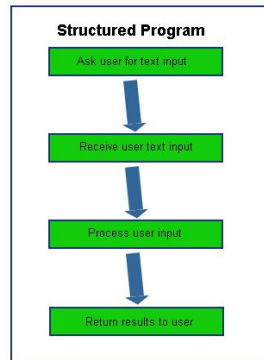 Structured Program
Ask user for text input
Receive user text input
Process user input
Return results to user